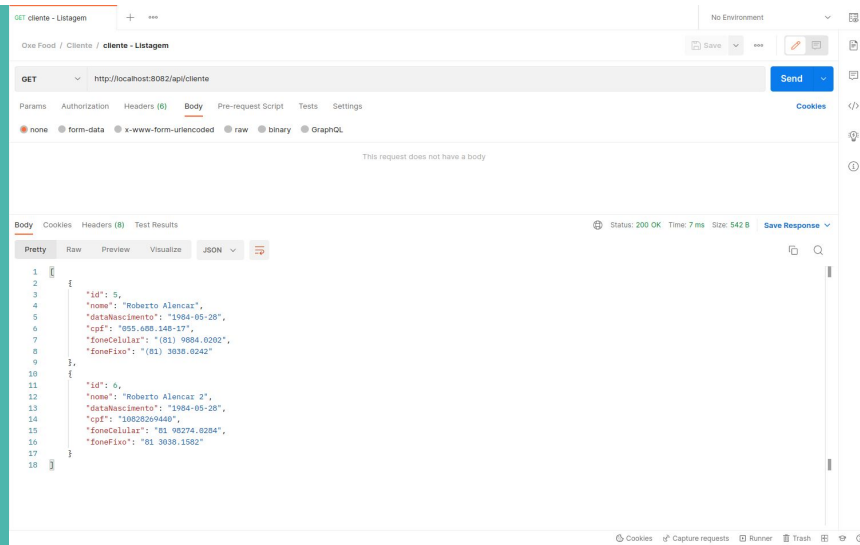 GET cliente - Listagem
No Environment
Oxe Food / Cliente / cliente - Listagem
Save
GET http://localhost:8082/api/cliente
Send
Params Authorization Headers (6) Body Pre-request Script Tests Settings
Cookies
none form-data x-www-form-urlencoded raw binary GraphQL
This request does not have a body
Body Cookies Headers (8) Test Results
Status: 200 OK Time: 7 ms Size: 542 B Save Response
Pretty Raw Preview Visualize JSON
1 [
2 {
3 "id": 5,
4 "nome": "Roberto Alencar",
5 "dataNascimento": "1984-05-28",
6 "cpf": "055.688.148-17",
7 "foneCelular": "(81) 9884.0202",
8 "foneFixo": "(81) 3038.0242"
9 },
10 {
11 "id": 6,
12 "nome": "Roberto Alencar 2",
13 "dataNascimento": "1984-05-28",
14 "cpf": "10828269440",
15 "foneCelular": "81 98274.0284",
16 "foneFixo": "81 3038.1582"
17 }
18 ]
Cookies Capture requests Runner Trash